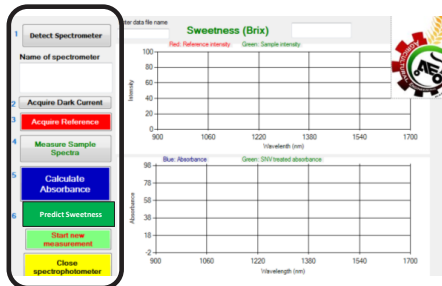 1
Detect Spectrometer
Name of spectrometer
2
Acquire Dark Current
3
Acquire Reference
4
Measure Sample
Spectra
5
Calculate
Absorbance
6
Predict Sweetness
Start new
measurement
Close
spectrophotometer
ter data file name
Sweetness (Brix)
Red: Reference intensity
Green: Sample intensity
Intensity
100
80
60
40
20
0
900
1060
1220
1380
1540
1700
Wavelenth (nm)
Blue: Absorbance
Green: SNV treated absorbance
Absorbance
98
78
58
38
18
-2
900
1060
1220
1380
1540
1700
Wavelength (nm)
AE